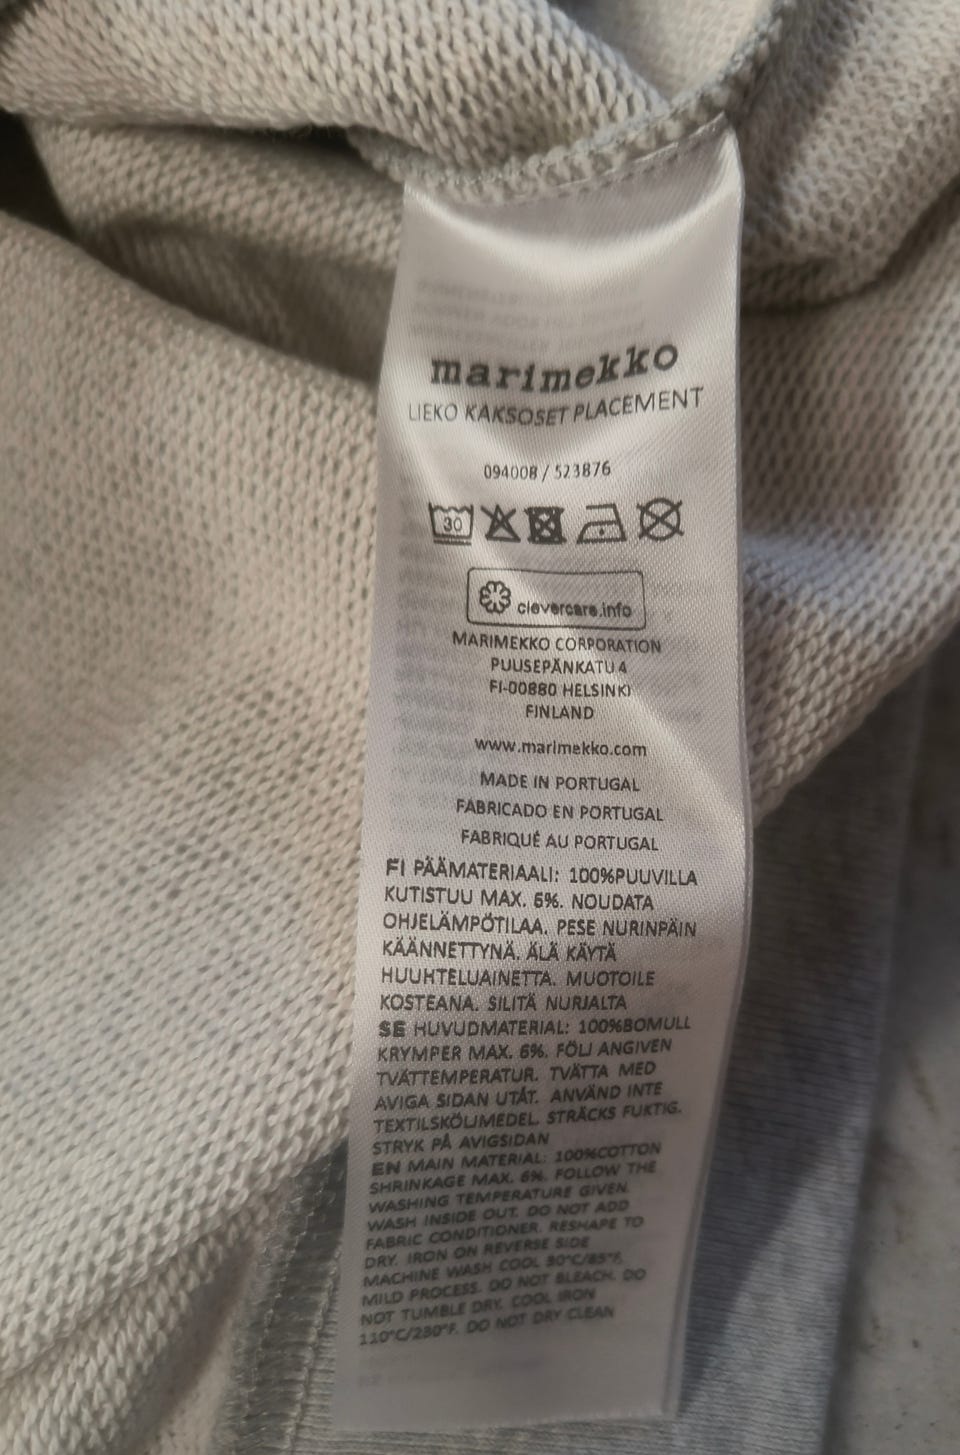 marimekko
LIEKO KAKSOSET PLACEMENT
094008 / 523876
30
clevercare.info
MARIMEKKO CORPORATION
PUUSEPÄNKATU 4
FI-00880 HELSINKI
FINLAND
www.marimekko.com
MADE IN PORTUGAL
FABRICADO EN PORTUGAL
FABRIQUÉ AU PORTUGAL
FI PÄÄMATERIAALI: 100%PUUVILLA
KUTISTUU MAX. 6%. NOUDATA
OHJELÄMPÖTILAA. PESE NURINPÄIN
KÄÄNNETTYNÄ. ÄLÄ KÄYTÄ
HUUHTELUAINETTA. MUOTOILE
KOSTEANA. SILITÄ NURJALTA
SE HUVUDMATERIAL: 100%BOMULL
KRYMPER MAX. 6%. FÖLJ ANGIVEN
TVÄTTEMPERATUR. TVÄTTA MED
AVIGA SIDAN UTÅT. ANVÄND INTE
TEXTILSKÖLJMEDEL. STRÄCKS FUKTIG.
STRYK PÅ AVIGSIDAN
EN MAIN MATERIAL: 100%COTTON
SHRINKAGE MAX. 6%. FOLLOW THE
WASHING TEMPERATURE GIVEN.
WASH INSIDE OUT. DO NOT ADD
FABRIC CONDITIONER. RESHAPE TO
DRY. IRON ON REVERSE SIDE
MACHINE WASH COOL 30°C/85°F,
MILD PROCESS. DO NOT BLEACH. DO
NOT TUMBLE DRY. COOL IRON
110°C/230°F. DO NOT DRY CLEAN